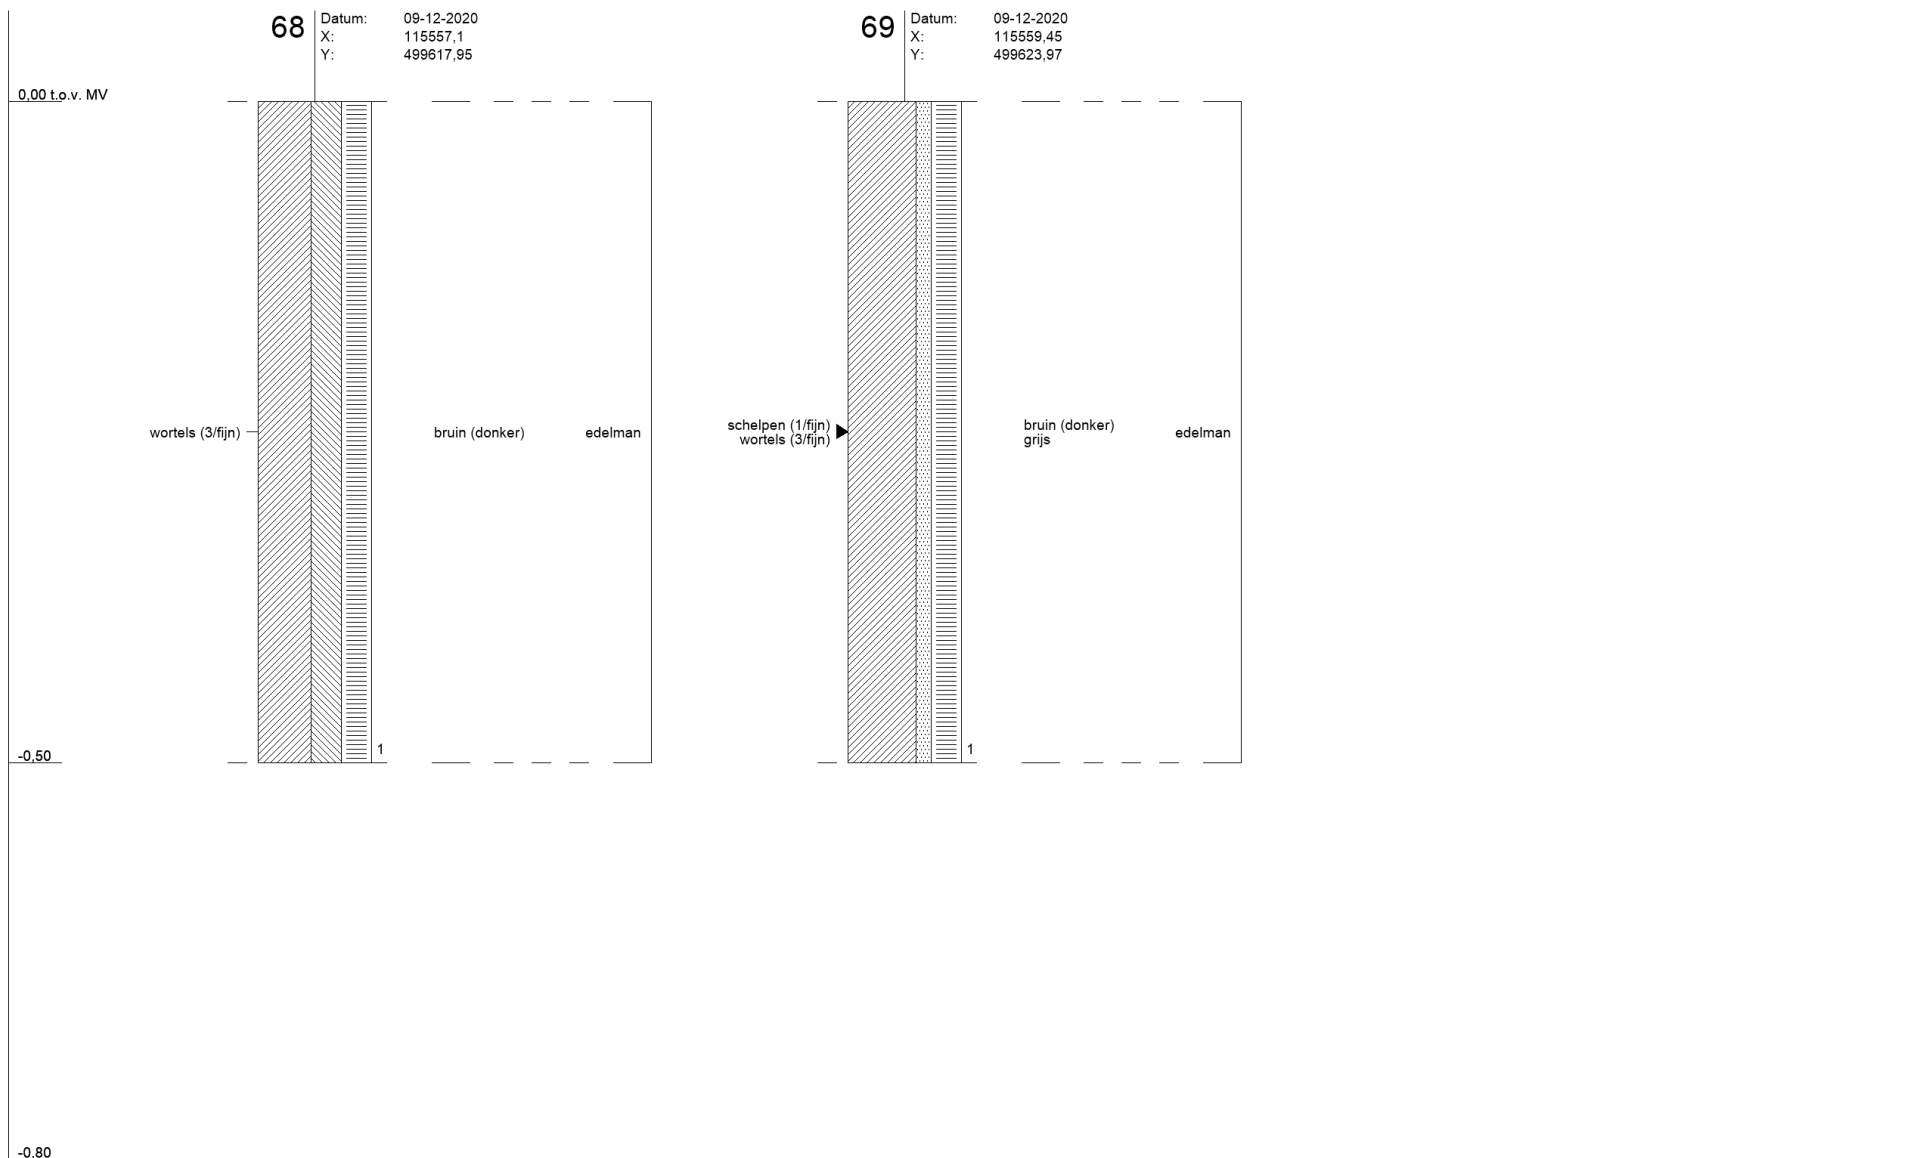 68
Datum: 09-12-2020
X: 115557,1
Y: 499617,95
69
Datum: 09-12-2020
X: 115559,45
Y: 499623,97
0,00 t.o.v. MV
wortels (3/fijn)
bruin (donker)
edelman
1
schelpen (1/fijn)
wortels (3/fijn)
bruin (donker)
grijs
edelman
1
-0,50
-0,80